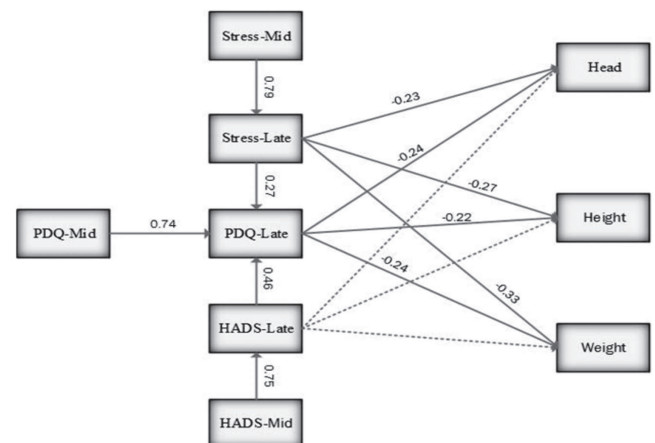 Stress-Mid
Head
0.79
-0.23
Stress-Late
-0.24
0.27
-0.27
PDQ-Mid
0.74
PDQ-Late
-0.22
Height
-0.24
0.46
-0.33
HADS-Late
Weight
0.75
HADS-Mid